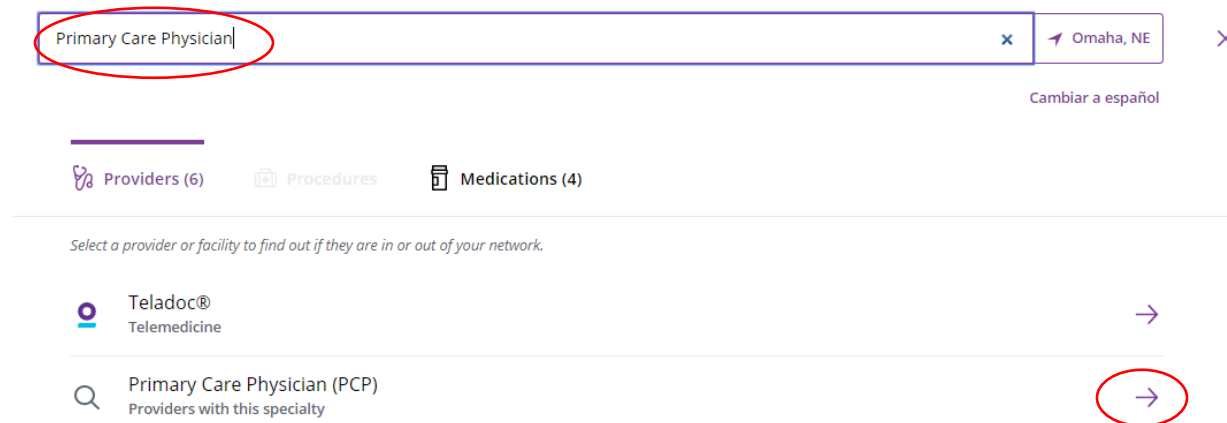 Primary Care Physician
Omaha, NE
Cambiar a español
Providers (6)
Procedures
Medications (4)
Select a provider or facility to find out if they are in or out of your network.
Teladoc®
Telemedicine
Primary Care Physician (PCP)
Providers with this specialty